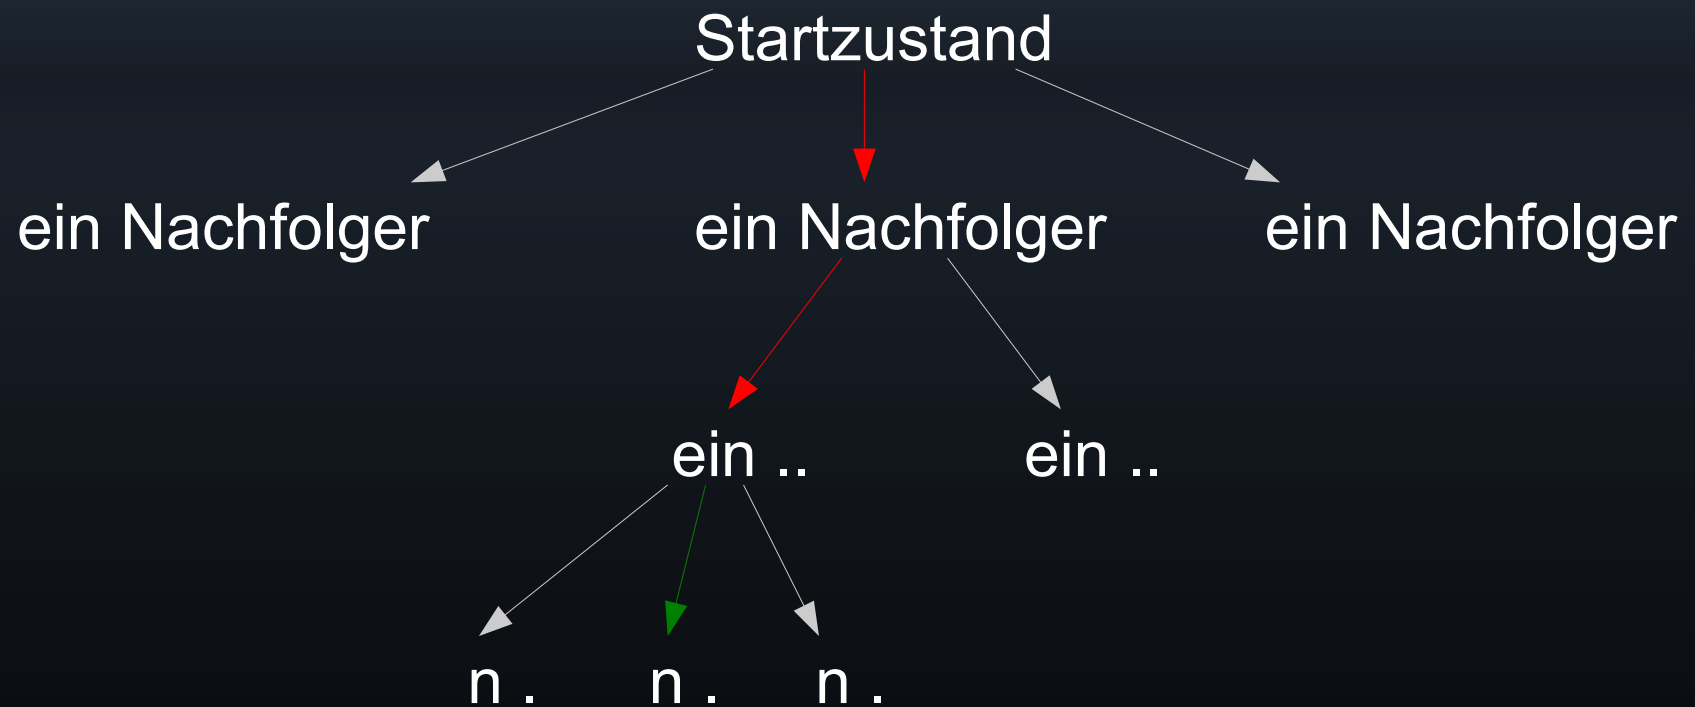 Startzustand
ein Nachfolger ein Nachfolger ein Nachfolger
ein .. ein ..
n . n . n .